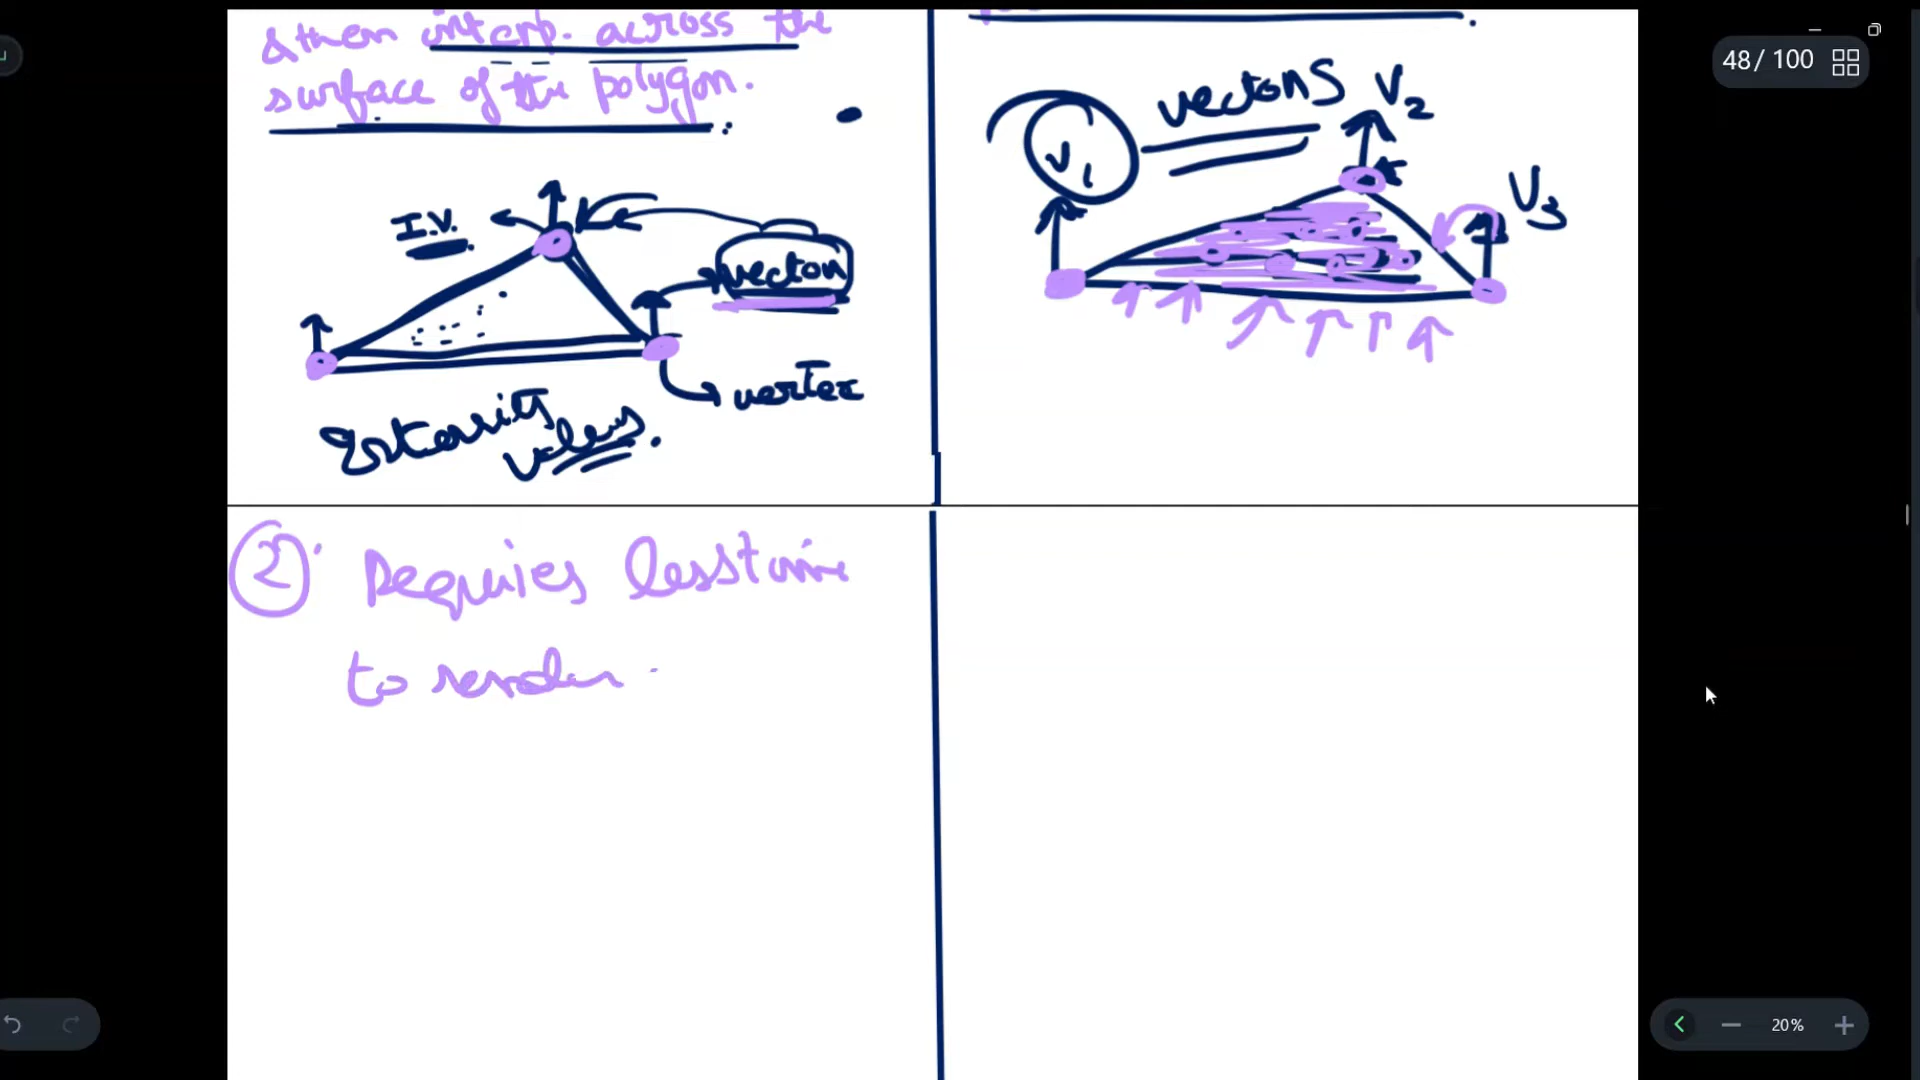 & then interp. across the
surface of the polygon.
I.V.
vector
vertex
values.
vectors
V1
V2
V3
2
Requires less time
to render
48 / 100
20%